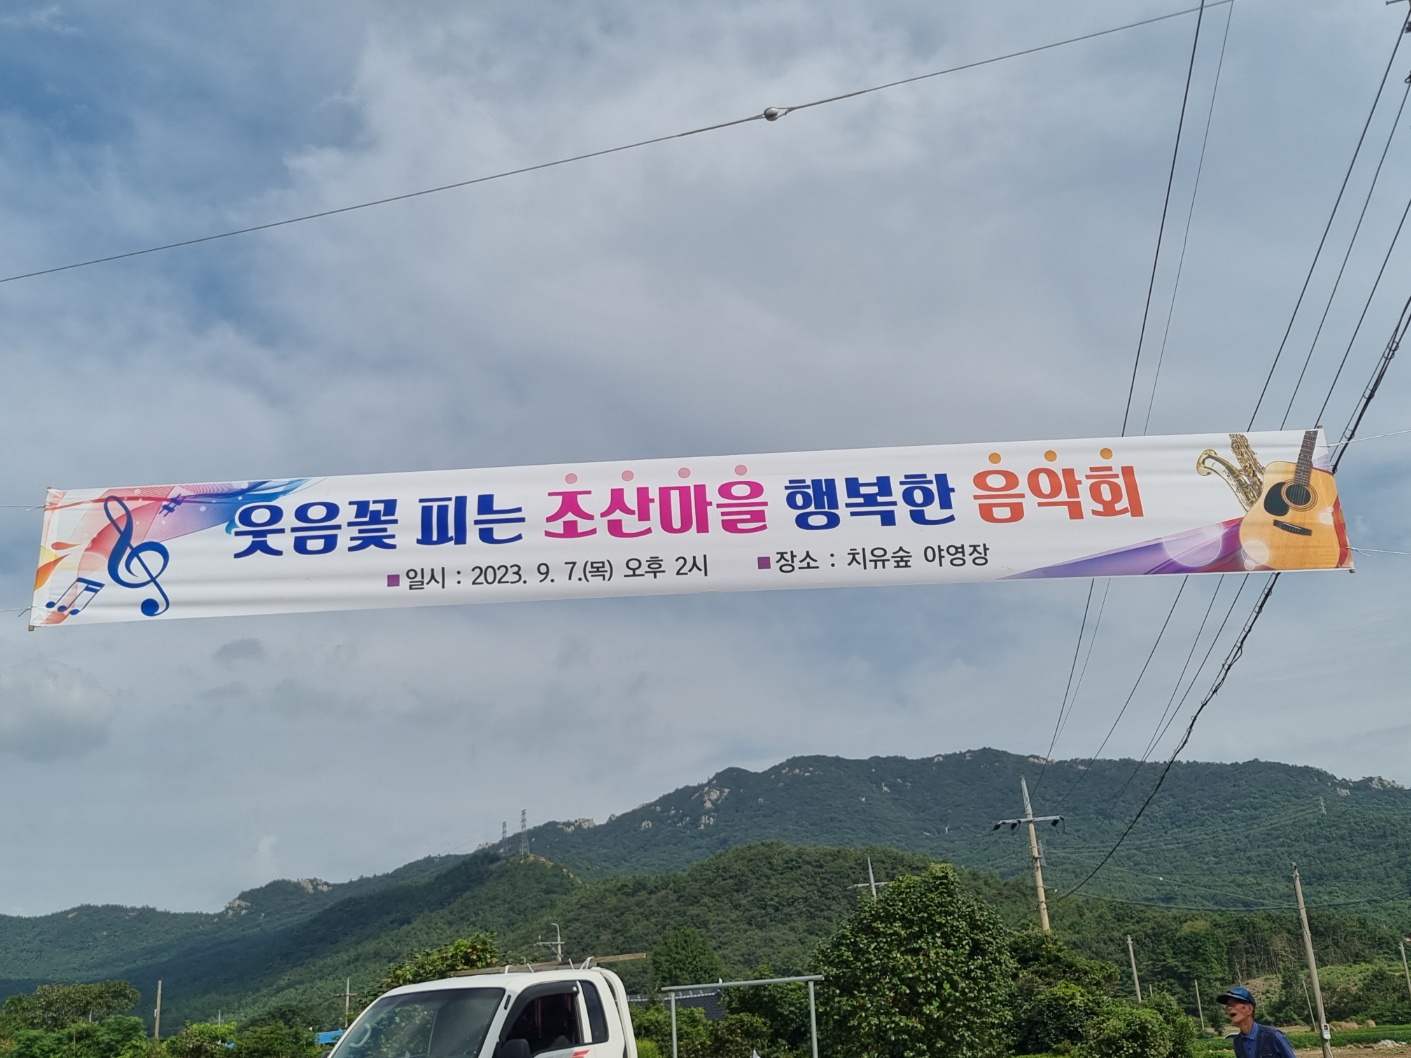 웃음꽃 피는 조산마을 행복한 음악회
■일시 : 2023. 9. 7.(목) 오후 2시 ■장소 : 치유숲 야영장